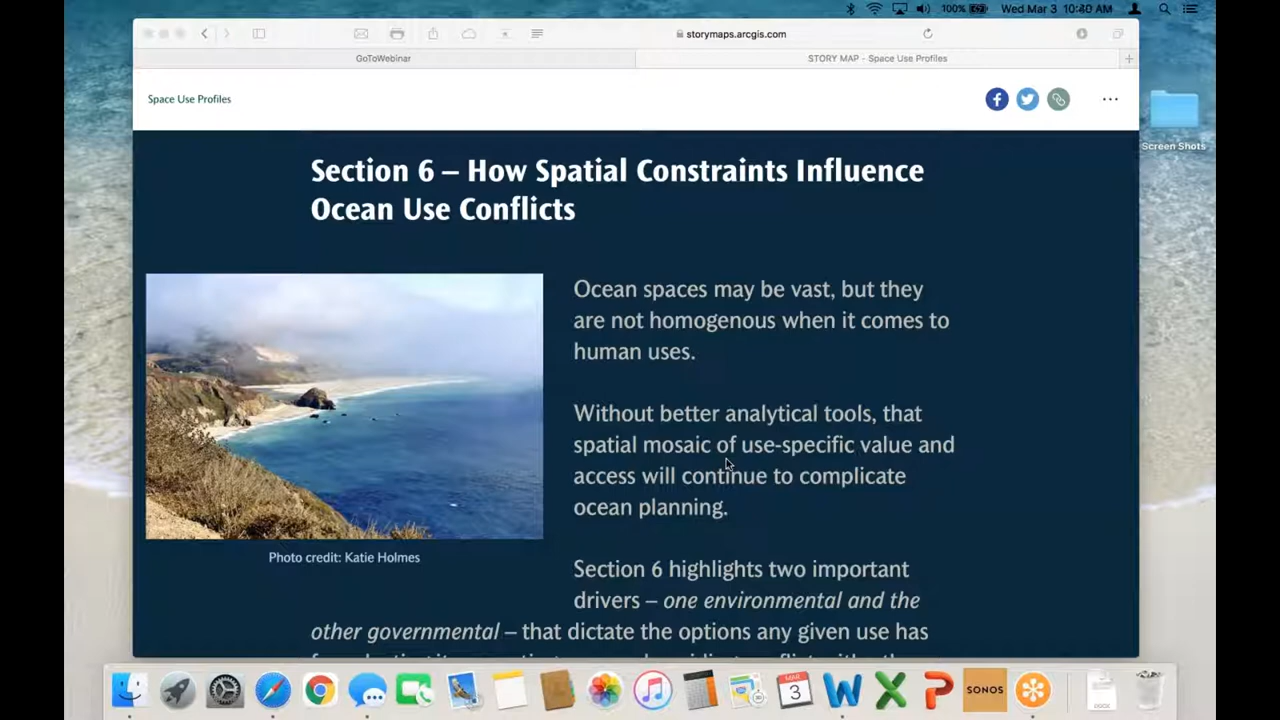 100%
Wed Mar 3 10:40 AM
storymaps.arcgis.com
GoToWebinar
STORY MAP - Space Use Profiles
Space Use Profiles
Screen Shots
Section 6 – How Spatial Constraints Influence
Ocean Use Conflicts
Ocean spaces may be vast, but they
are not homogenous when it comes to
human uses.
Without better analytical tools, that
spatial mosaic of use-specific value and
access will continue to complicate
ocean planning.
Photo credit: Katie Holmes
Section 6 highlights two important
drivers – one environmental and the
other governmental – that dictate the options any given use has
MAR
3
SONOS